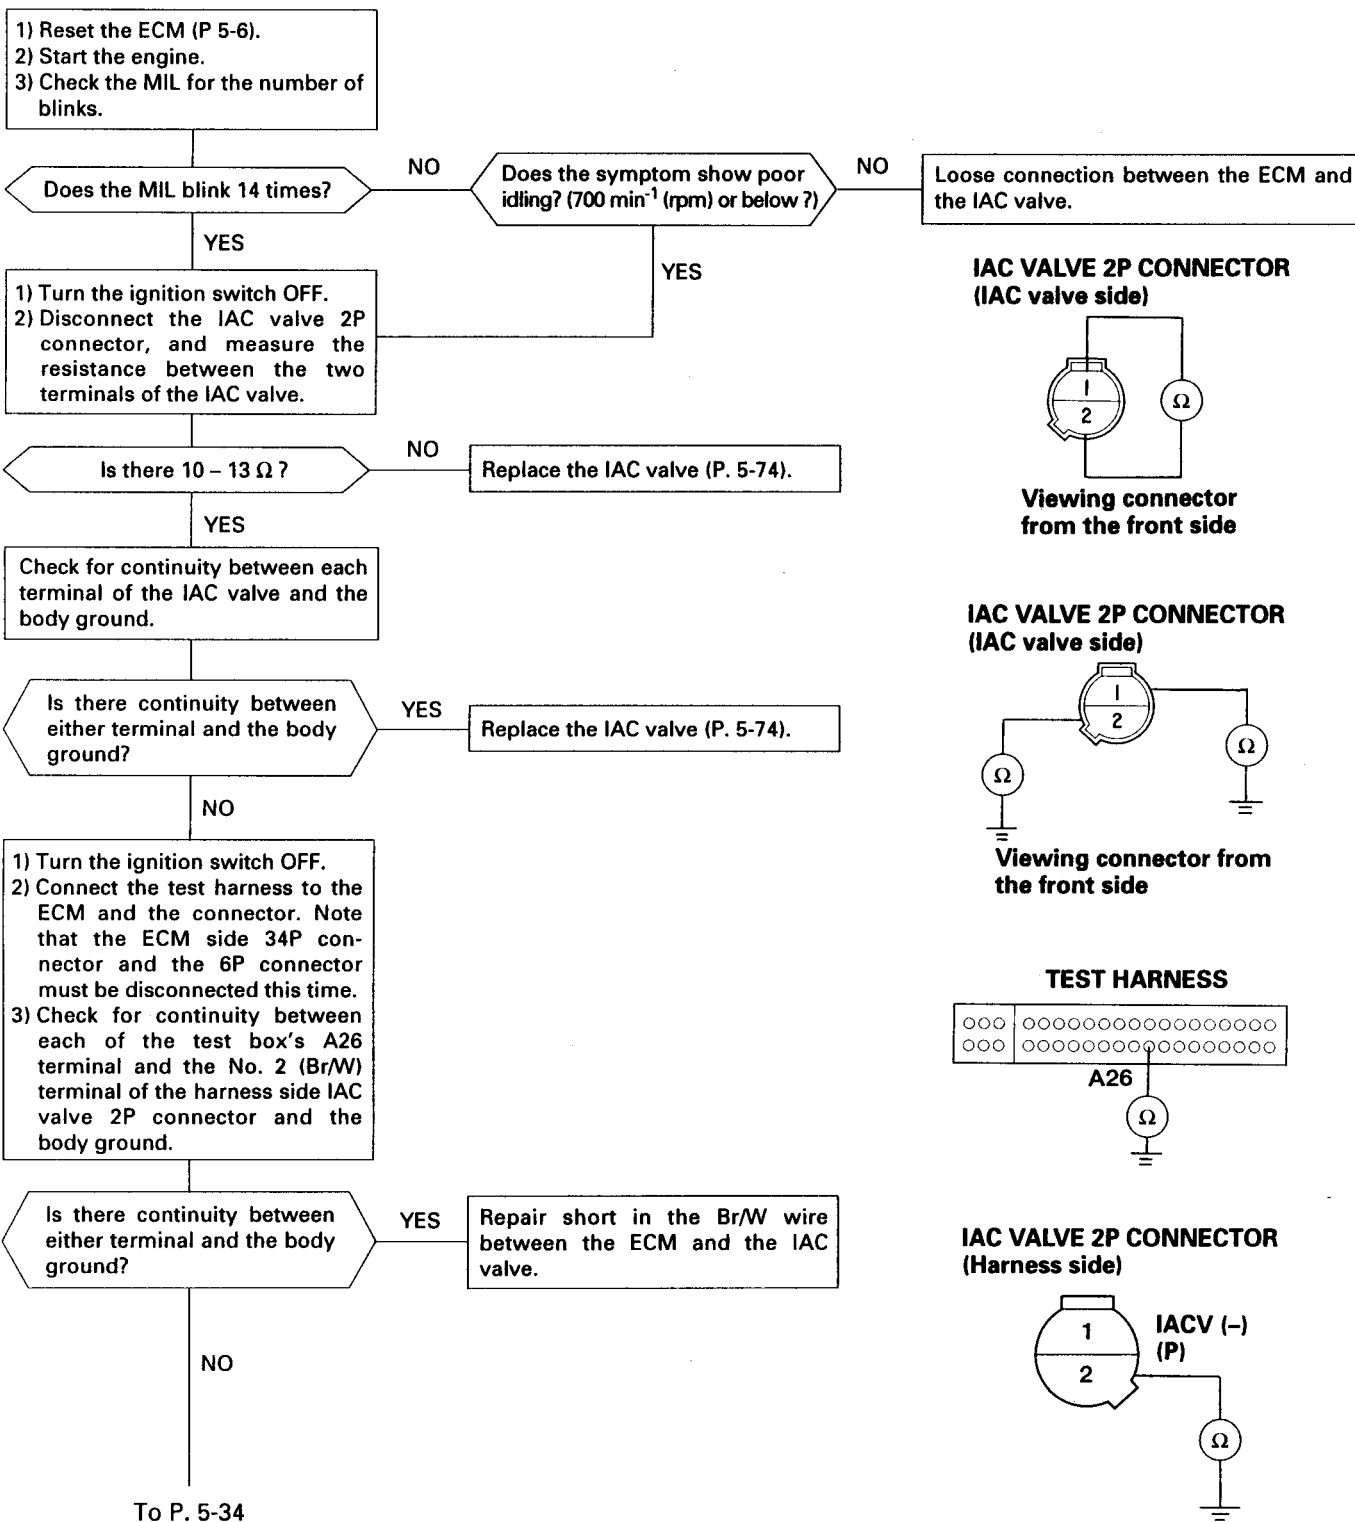 1) Reset the ECM (P 5-6).
2) Start the engine.
3) Check the MIL for the number of
blinks.
Does the MIL blink 14 times?
NO
Does the symptom show poor
idling? (700 min⁻¹ (rpm) or below ?)
NO
Loose connection between the ECM and
the IAC valve.
YES
YES
1) Turn the ignition switch OFF.
2) Disconnect the IAC valve 2P
connector, and measure the
resistance between the two
terminals of the IAC valve.
IAC VALVE 2P CONNECTOR
(IAC valve side)
1
2
Ω
Viewing connector
from the front side
Is there 10 – 13 Ω ?
NO
Replace the IAC valve (P. 5-74).
YES
Check for continuity between each
terminal of the IAC valve and the
body ground.
IAC VALVE 2P CONNECTOR
(IAC valve side)
1
2
Ω
Ω
Viewing connector from
the front side
Is there continuity between
either terminal and the body
ground?
YES
Replace the IAC valve (P. 5-74).
NO
1) Turn the ignition switch OFF.
2) Connect the test harness to the
ECM and the connector. Note
that the ECM side 34P con-
nector and the 6P connector
must be disconnected this time.
3) Check for continuity between
each of the test box's A26
terminal and the No. 2 (Br/W)
terminal of the harness side IAC
valve 2P connector and the
body ground.
TEST HARNESS
A26
Ω
Is there continuity between
either terminal and the body
ground?
YES
Repair short in the Br/W wire
between the ECM and the IAC
valve.
IAC VALVE 2P CONNECTOR
(Harness side)
1
2
IACV (–)
(P)
Ω
NO
To P. 5-34